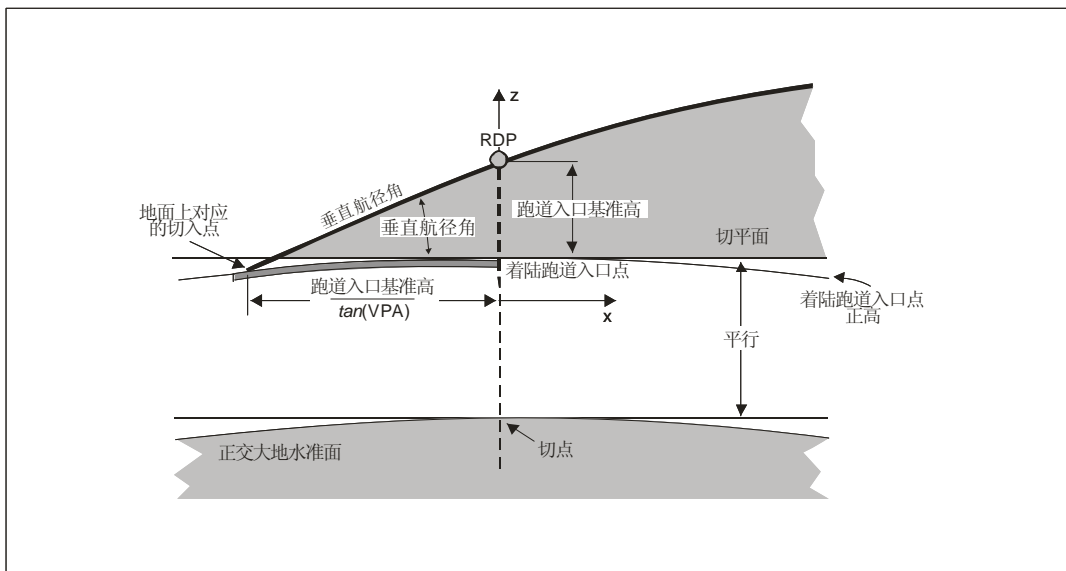 z
RDP
垂直航径角
地面上对应
的切入点
垂直航径角
跑道入口基准高
切平面
着陆跑道入口点
跑道入口基准高
tan(VPA)
x
着陆跑道入口点
正高
平行
正交大地水准面
切点